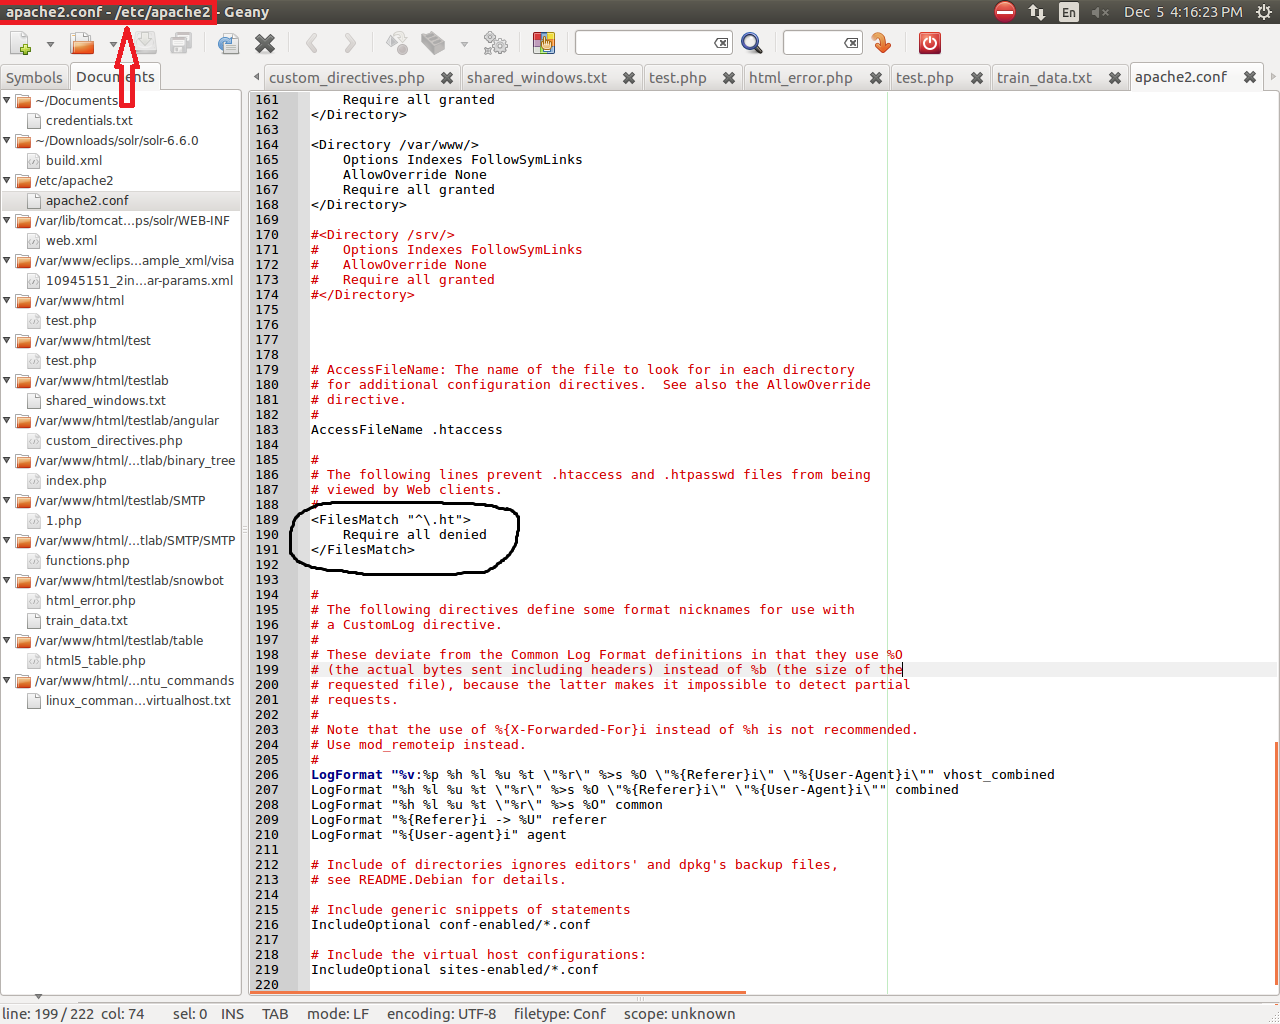 apache2.conf - /etc/apache2 - Geany
En
Dec 5 4:16:23 PM
Symbols
Documents
custom_directives.php
shared_windows.txt
test.php
html_error.php
test.php
train_data.txt
apache2.conf
~/Documents
credentials.txt
~/Downloads/solr/solr-6.6.0
build.xml
/etc/apache2
apache2.conf
/var/lib/tomcat...ps/solr/WEB-INF
web.xml
/var/www/eclips...ample_xml/visa
10945151_2in...ar-params.xml
/var/www/html
test.php
/var/www/html/test
test.php
/var/www/html/testlab
shared_windows.txt
/var/www/html/testlab/angular
custom_directives.php
/var/www/html/...tlab/binary_tree
index.php
/var/www/html/testlab/SMTP
1.php
/var/www/html/...tlab/SMTP/SMTP
functions.php
/var/www/html/testlab/snowbot
html_error.php
train_data.txt
/var/www/html/testlab/table
html5_table.php
/var/www/html/...ntu_commands
linux_comman...virtualhost.txt
161     Require all granted
162 </Directory>
163
164 <Directory /var/www/>
165     Options Indexes FollowSymLinks
166     AllowOverride None
167     Require all granted
168 </Directory>
169
170 #<Directory /srv/>
171 #   Options Indexes FollowSymLinks
172 #   AllowOverride None
173 #   Require all granted
174 #</Directory>
175
176
177
178
179 # AccessFileName: The name of the file to look for in each directory
180 # for additional configuration directives.  See also the AllowOverride
181 # directive.
182 #
183 AccessFileName .htaccess
184
185 #
186 # The following lines prevent .htaccess and .htpasswd files from being
187 # viewed by Web clients.
188 #
189 <FilesMatch "^\.ht">
190     Require all denied
191 </FilesMatch>
192
193
194 #
195 # The following directives define some format nicknames for use with
196 # a CustomLog directive.
197 #
198 # These deviate from the Common Log Format definitions in that they use %O
199 # (the actual bytes sent including headers) instead of %b (the size of the
200 # requested file), because the latter makes it impossible to detect partial
201 # requests.
202 #
203 # Note that the use of %{X-Forwarded-For}i instead of %h is not recommended.
204 # Use mod_remoteip instead.
205 #
206 LogFormat "%v:%p %h %l %u %t \"%r\" %>s %O \"%{Referer}i\" \"%{User-Agent}i\"" vhost_combined
207 LogFormat "%h %l %u %t \"%r\" %>s %O \"%{Referer}i\" \"%{User-Agent}i\"" combined
208 LogFormat "%h %l %u %t \"%r\" %>s %O" common
209 LogFormat "%{Referer}i -> %U" referer
210 LogFormat "%{User-agent}i" agent
211
212 # Include of directories ignores editors' and dpkg's backup files,
213 # see README.Debian for details.
214
215 # Include generic snippets of statements
216 IncludeOptional conf-enabled/*.conf
217
218 # Include the virtual host configurations:
219 IncludeOptional sites-enabled/*.conf
220
line: 199 / 222 col: 74 sel: 0 INS TAB mode: LF encoding: UTF-8 filetype: Conf scope: unknown